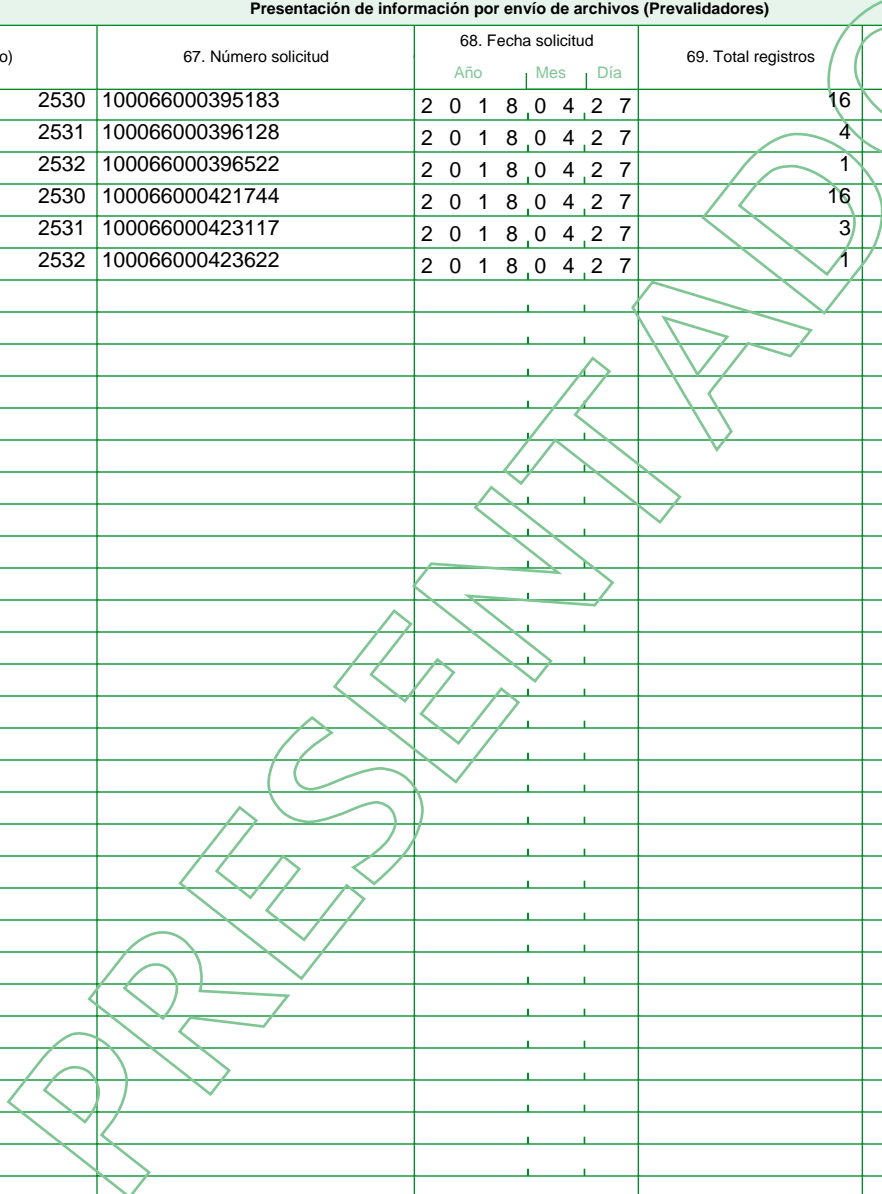 Presentación de información por envío de archivos (Prevalidadores)
o) 67. Número solicitud 68. Fecha solicitud 69. Total registros
Año Mes Día
2530 100066000395183 2 0 1 8 0 4 2 7 16
2531 100066000396128 2 0 1 8 0 4 2 7 4
2532 100066000396522 2 0 1 8 0 4 2 7 1
2530 100066000421744 2 0 1 8 0 4 2 7 16
2531 100066000423117 2 0 1 8 0 4 2 7 3
2532 100066000423622 2 0 1 8 0 4 2 7 1
PRESENTADO